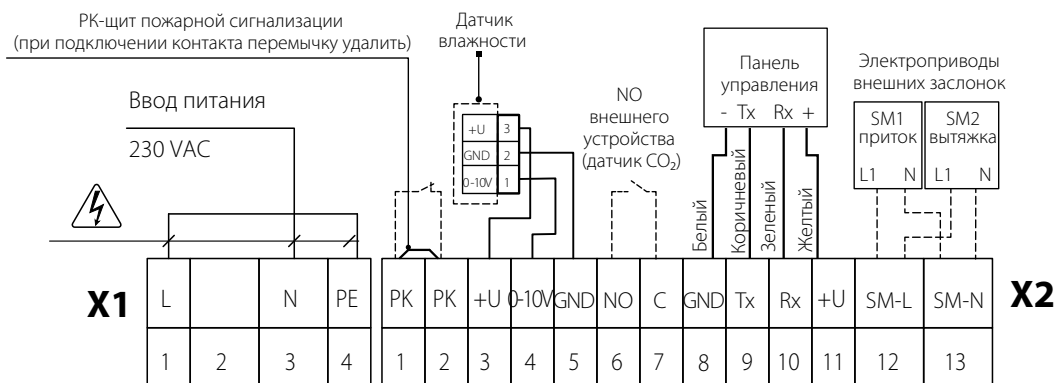 РК-щит пожарной сигнализации
(при подключении контакта перемычку удалить)
Датчик
влажности
Ввод питания
230 VAC
+U 3
GND 2
0-10V 1
NO
внешнего
устройства
(датчик CO₂)
Панель
управления
- Tx Rx +
Белый
Коричневый
Зеленый
Желтый
Электроприводы
внешних заслонок
SM1
приток
L1 N
SM2
вытяжка
L1 N
X1
L N PE
1 2 3 4
PK PK +U 0-10V GND NO C GND Tx Rx +U SM-L SM-N
1 2 3 4 5 6 7 8 9 10 11 12 13
X2